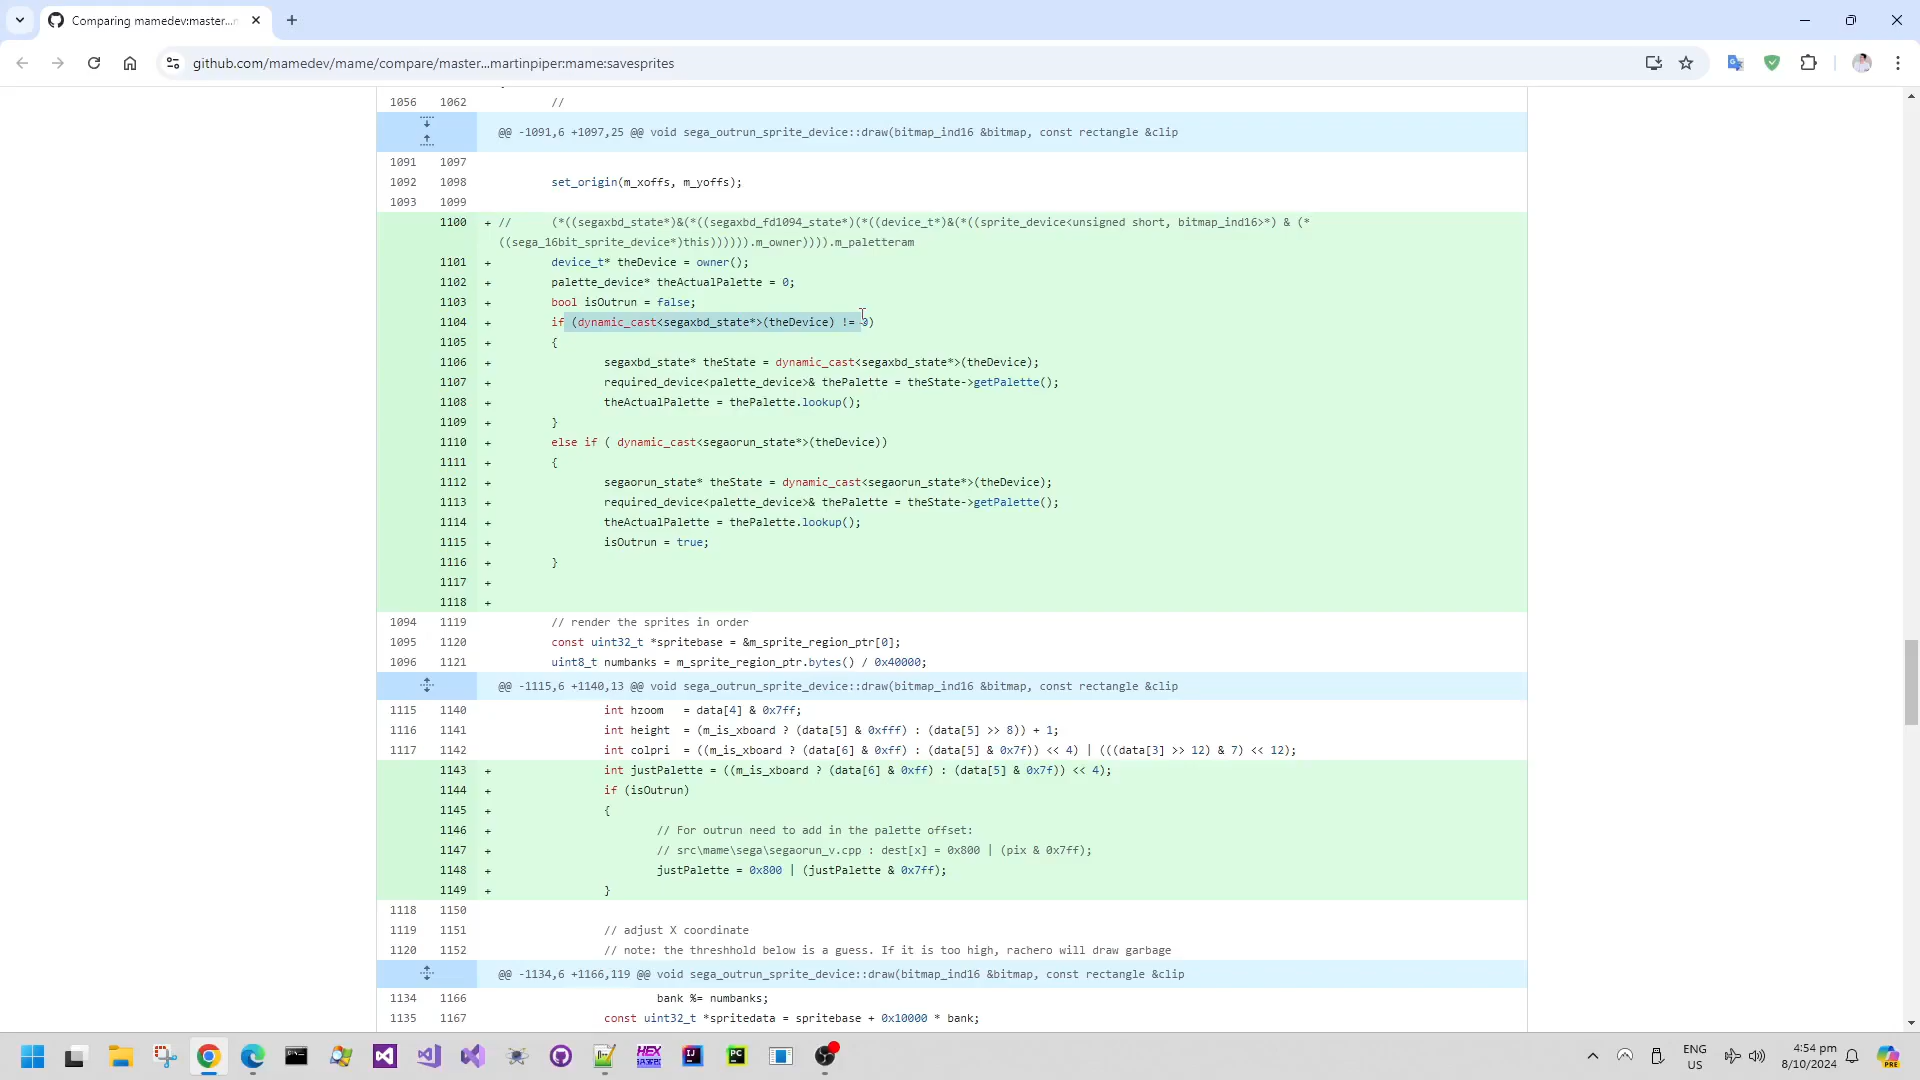 Comparing mamedev:master...m
github.com/mamedev/mame/compare/master...martinpiper:mame:savesprites
1056 1062 //
@@ -1091,6 +1097,25 @@ void sega_outrun_sprite_device::draw(bitmap_ind16 &bitmap, const rectangle &clip
1091 1097
1092 1098 set_origin(m_xoffs, m_yoffs);
1093 1099
1100 + // (*((segaxbd_state*)&(*((segaxbd_fd1094_state*)(*((device_t*)&(*((sprite_device<unsigned short, bitmap_ind16>*) & (*
((sega_16bit_sprite_device*)this)))))).m_owner)))).m_paletteram
1101 + device_t* theDevice = owner();
1102 + palette_device* theActualPalette = 0;
1103 + bool isOutrun = false;
1104 + if (dynamic_cast<segaxbd_state*>(theDevice) != 0)
1105 + {
1106 + segaxbd_state* theState = dynamic_cast<segaxbd_state*>(theDevice);
1107 + required_device<palette_device>& thePalette = theState->getPalette();
1108 + theActualPalette = thePalette.lookup();
1109 + }
1110 + else if ( dynamic_cast<segaorun_state*>(theDevice))
1111 + {
1112 + segaorun_state* theState = dynamic_cast<segaorun_state*>(theDevice);
1113 + required_device<palette_device>& thePalette = theState->getPalette();
1114 + theActualPalette = thePalette.lookup();
1115 + isOutrun = true;
1116 + }
1117 +
1118 +
1094 1119 // render the sprites in order
1095 1120 const uint32_t *spritebase = &m_sprite_region_ptr[0];
1096 1121 uint8_t numbanks = m_sprite_region_ptr.bytes() / 0x40000;
@@ -1115,6 +1140,13 @@ void sega_outrun_sprite_device::draw(bitmap_ind16 &bitmap, const rectangle &clip
1115 1140 int hzoom = data[4] & 0x7ff;
1116 1141 int height = (m_is_xboard ? (data[5] & 0xfff) : (data[5] >> 8)) + 1;
1117 1142 int colpri = ((m_is_xboard ? (data[6] & 0xff) : (data[5] & 0x7f)) << 4) | (((data[3] >> 12) & 7) << 12);
1143 + int justPalette = ((m_is_xboard ? (data[6] & 0xff) : (data[5] & 0x7f)) << 4);
1144 + if (isOutrun)
1145 + {
1146 + // For outrun need to add in the palette offset:
1147 + // src\mame\sega\segaorun_v.cpp : dest[x] = 0x800 | (pix & 0x7ff);
1148 + justPalette = 0x800 | (justPalette & 0x7ff);
1149 + }
1118 1150
1119 1151 // adjust X coordinate
1120 1152 // note: the threshhold below is a guess. If it is too high, rachero will draw garbage
@@ -1134,6 +1166,119 @@ void sega_outrun_sprite_device::draw(bitmap_ind16 &bitmap, const rectangle &clip
1134 1166 bank %= numbanks;
1135 1167 const uint32_t *spritedata = spritebase + 0x10000 * bank;
HEX
IJ
PC
ENG
US
4:54 pm
8/10/2024
PRE